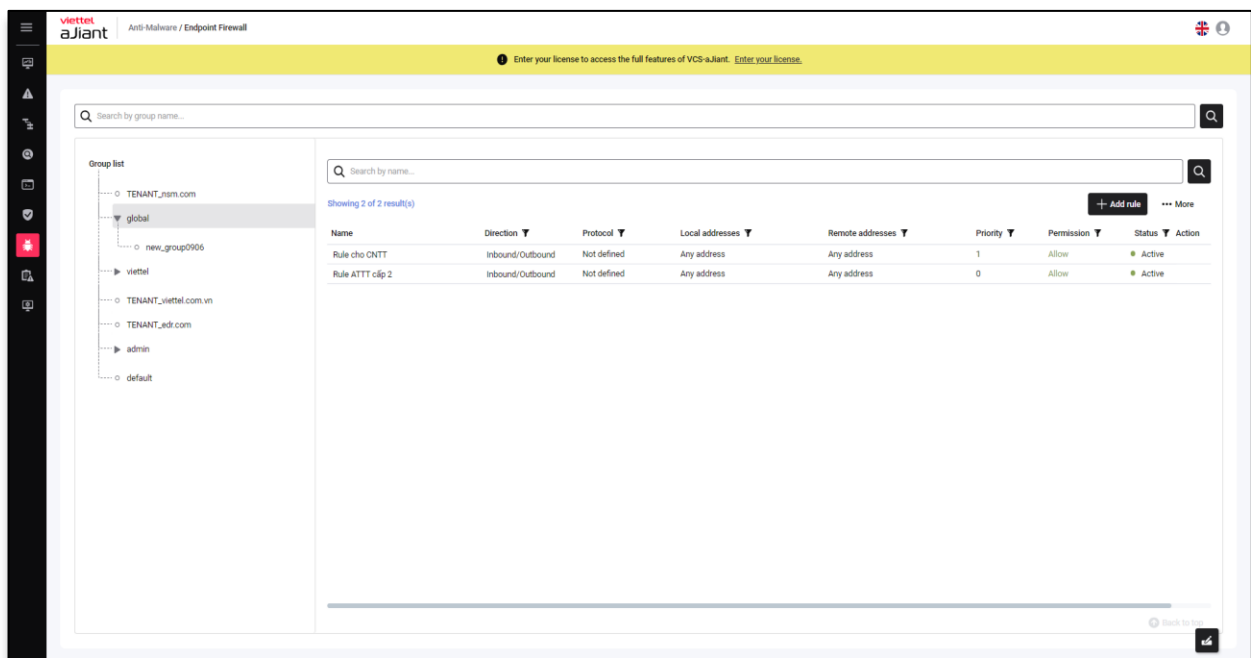 viettel
aJiant
Anti-Malware / Endpoint Firewall
Enter your license to access the full features of VCS-aJiant. Enter your license.
Search by group name...
Group list
TENANT_nsm.com
global
new_group0906
viettel
TENANT_viettel.com.vn
TENANT_edr.com
admin
default
Search by name...
Showing 2 of 2 result(s)
Add rule
More
Name Direction Protocol Local addresses Remote addresses Priority Permission Status Action
Rule cho CNTT Inbound/Outbound Not defined Any address Any address 1 Allow Active
Rule ATTT cấp 2 Inbound/Outbound Not defined Any address Any address 0 Allow Active
Back to top